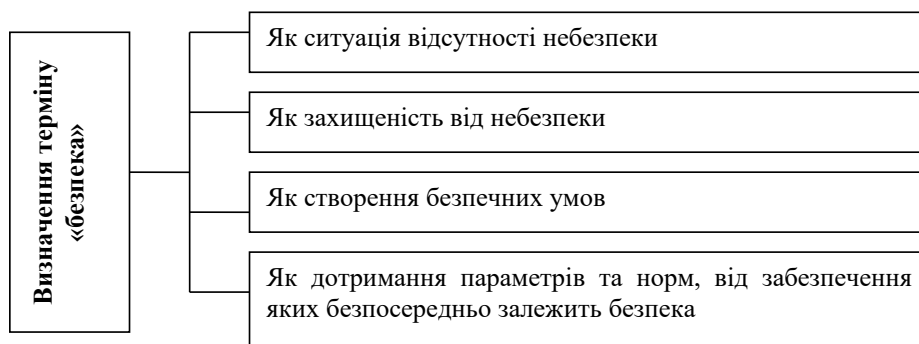 Визначення терміну
«безпека»
Як ситуація відсутності небезпеки
Як захищеність від небезпеки
Як створення безпечних умов
Як дотримання параметрів та норм, від забезпечення
яких безпосередньо залежить безпека